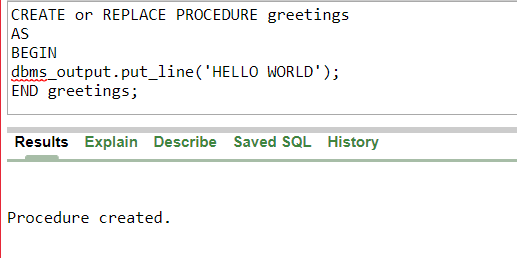 CREATE or REPLACE PROCEDURE greetings
AS
BEGIN
dbms_output.put_line('HELLO WORLD');
END greetings;
Results Explain Describe Saved SQL History
Procedure created.